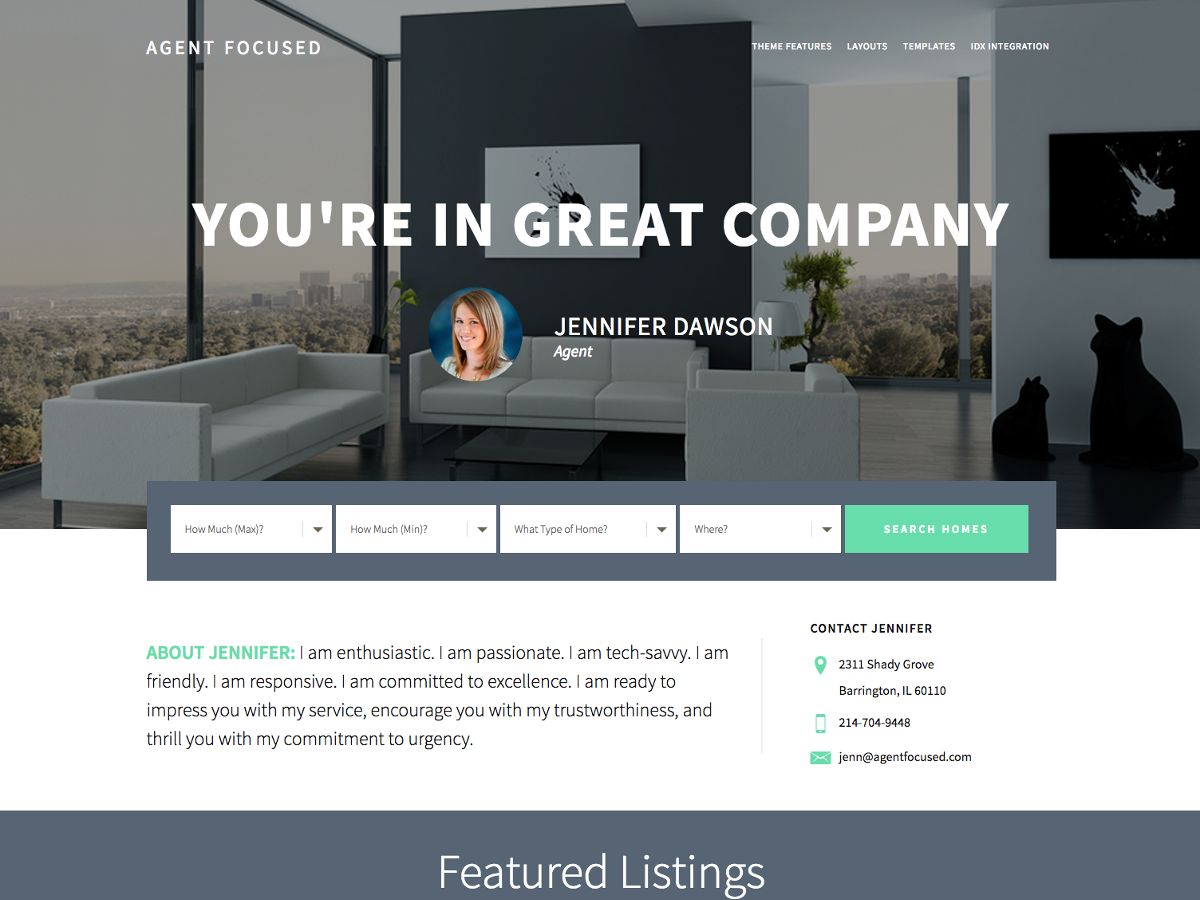 AGENT FOCUSED
THEME FEATURES LAYOUTS TEMPLATES IDX INTEGRATION
YOU'RE IN GREAT COMPANY
JENNIFER DAWSON
Agent
How Much (Max)? How Much (Min)? What Type of Home? Where? SEARCH HOMES
ABOUT JENNIFER: I am enthusiastic. I am passionate. I am tech-savvy. I am
friendly. I am responsive. I am committed to excellence. I am ready to
impress you with my service, encourage you with my trustworthiness, and
thrill you with my commitment to urgency.
CONTACT JENNIFER
2311 Shady Grove
Barrington, IL 60110
214-704-9448
jenn@agentfocused.com
Featured Listings